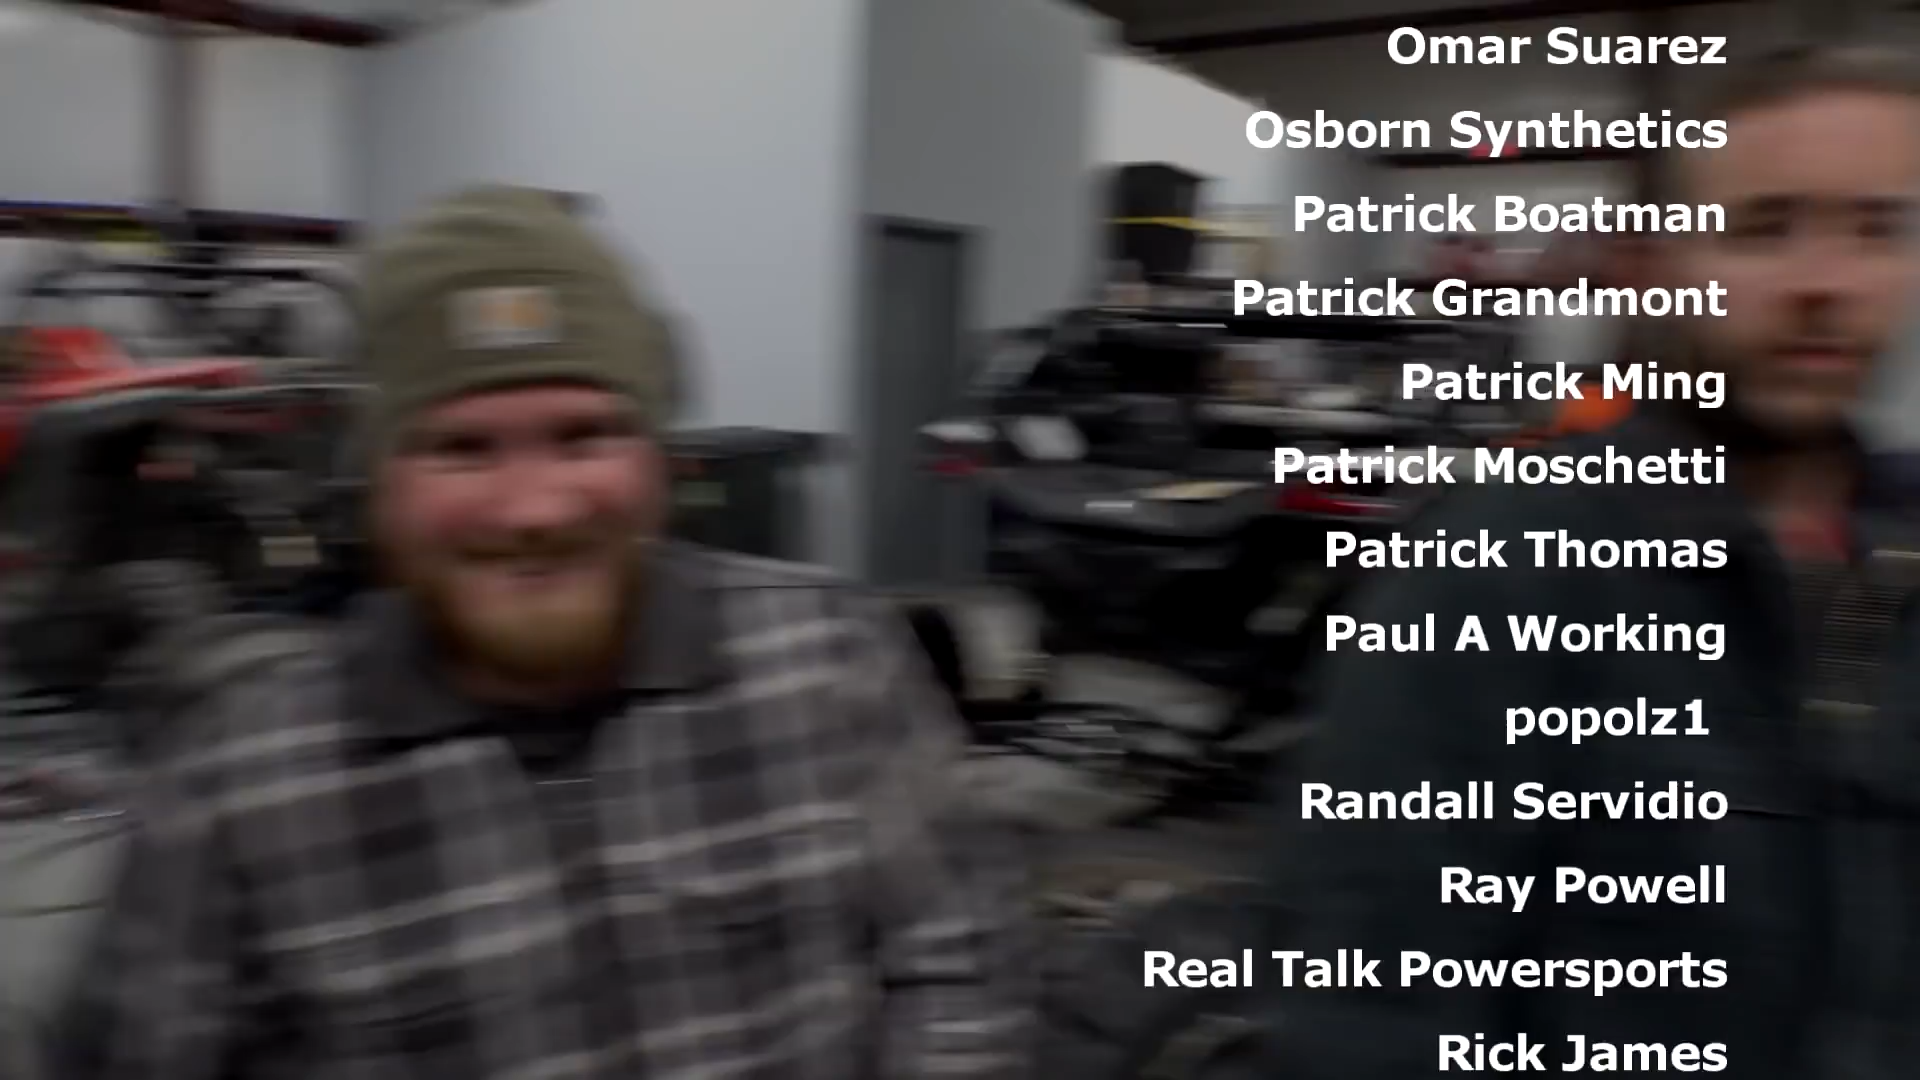 Omar Suarez
Osborn Synthetics
Patrick Boatman
Patrick Grandmont
Patrick Ming
Patrick Moschetti
Patrick Thomas
Paul A Working
popolz1
Randall Servidio
Ray Powell
Real Talk Powersports
Rick James